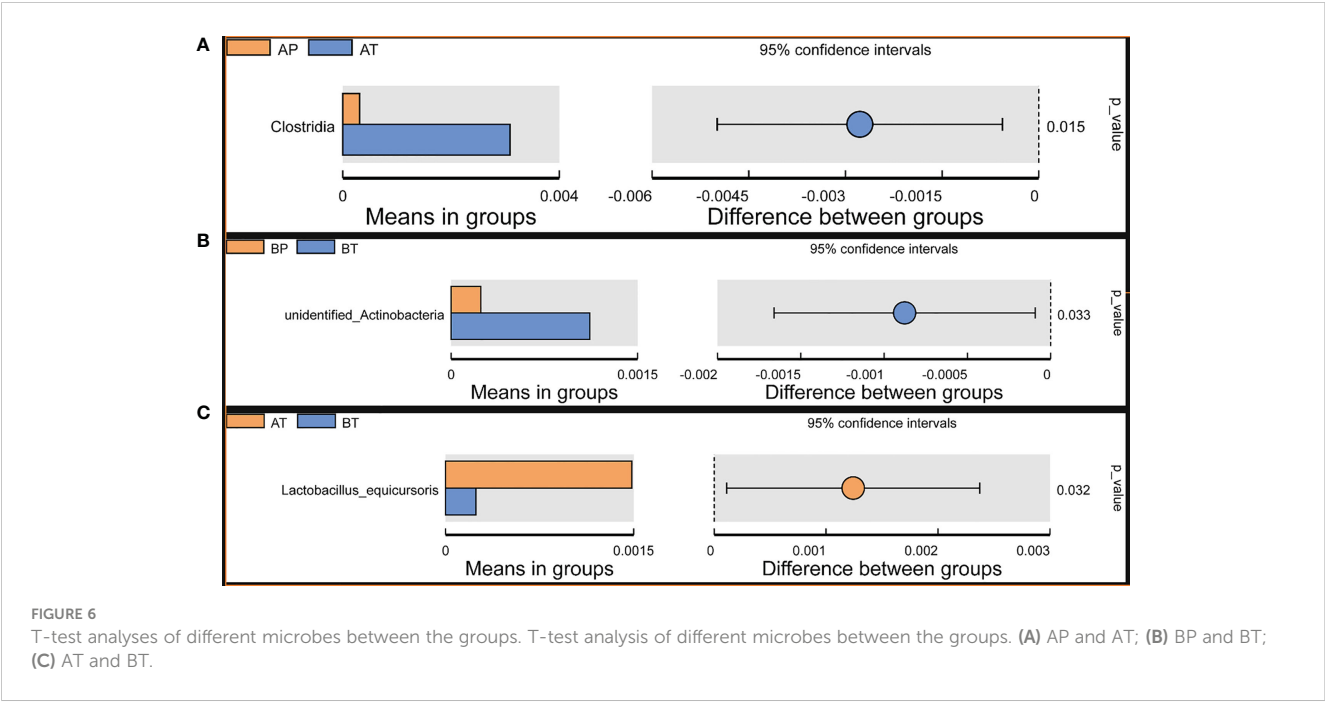 A
AP AT
95% confidence intervals
Clostridia
0.015
p_value
0 0.004 -0.006 -0.0045 -0.003 -0.0015 0
Means in groups Difference between groups
B
BP BT
95% confidence intervals
unidentified_Actinobacteria
0.033
p_value
0 0.0015 -0.002 -0.0015 -0.001 -0.0005 0
Means in groups Difference between groups
C
AT BT
95% confidence intervals
Lactobacillus_equicursoris
0.032
p_value
0 0.0015 0 0.001 0.002 0.003
Means in groups Difference between groups
FIGURE 6
T-test analyses of different microbes between the groups. T-test analysis of different microbes between the groups. (A) AP and AT; (B) BP and BT;
(C) AT and BT.